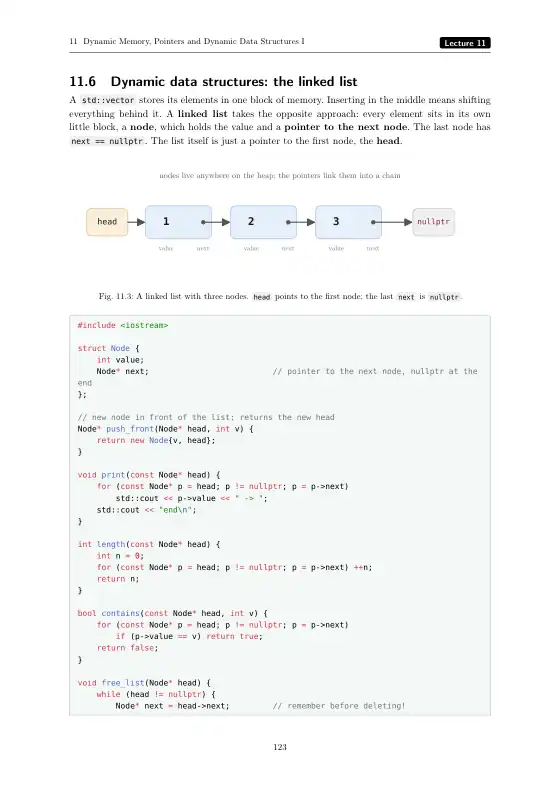 11 Dynamic Memory, Pointers and Dynamic Data Structures I
Lecture 11
11.6 Dynamic data structures: the linked list
A std::vector stores its elements in one block of memory. Inserting in the middle means shifting
everything behind it. A linked list takes the opposite approach: every element sits in its own
little block, a node, which holds the value and a pointer to the next node. The last node has
next == nullptr. The list itself is just a pointer to the first node, the head.
nodes live anywhere on the heap; the pointers link them into a chain
head 1 2 3 nullptr
value next value next value next
Fig. 11.3: A linked list with three nodes. head points to the first node; the last next is nullptr.
#include <iostream>
struct Node {
    int value;
    Node* next; // pointer to the next node, nullptr at the
end
};
// new node in front of the list; returns the new head
Node* push_front(Node* head, int v) {
    return new Node{v, head};
}
void print(const Node* head) {
    for (const Node* p = head; p != nullptr; p = p->next)
        std::cout << p->value << " -> ";
    std::cout << "end\n";
}
int length(const Node* head) {
    int n = 0;
    for (const Node* p = head; p != nullptr; p = p->next) ++n;
    return n;
}
bool contains(const Node* head, int v) {
    for (const Node* p = head; p != nullptr; p = p->next)
        if (p->value == v) return true;
    return false;
}
void free_list(Node* head) {
    while (head != nullptr) {
        Node* next = head->next; // remember before deleting!
123